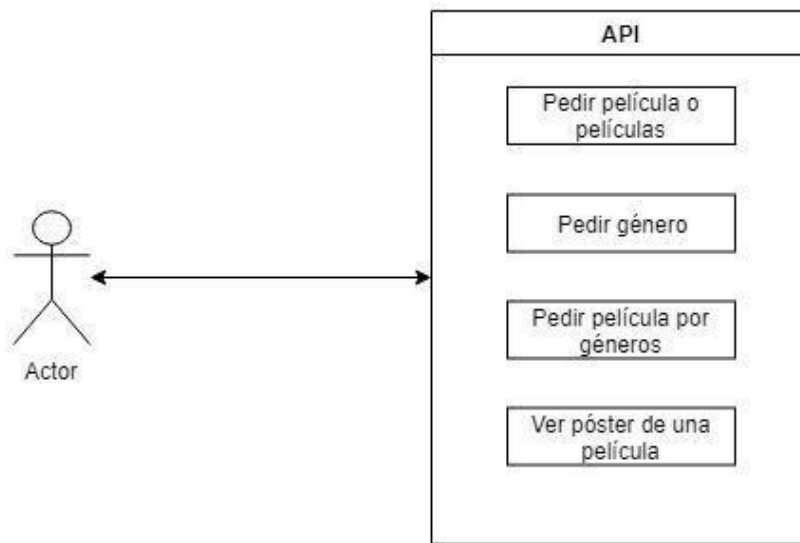 API
Pedir película o
películas
Pedir género
Pedir película por
géneros
Ver póster de una
película
Actor